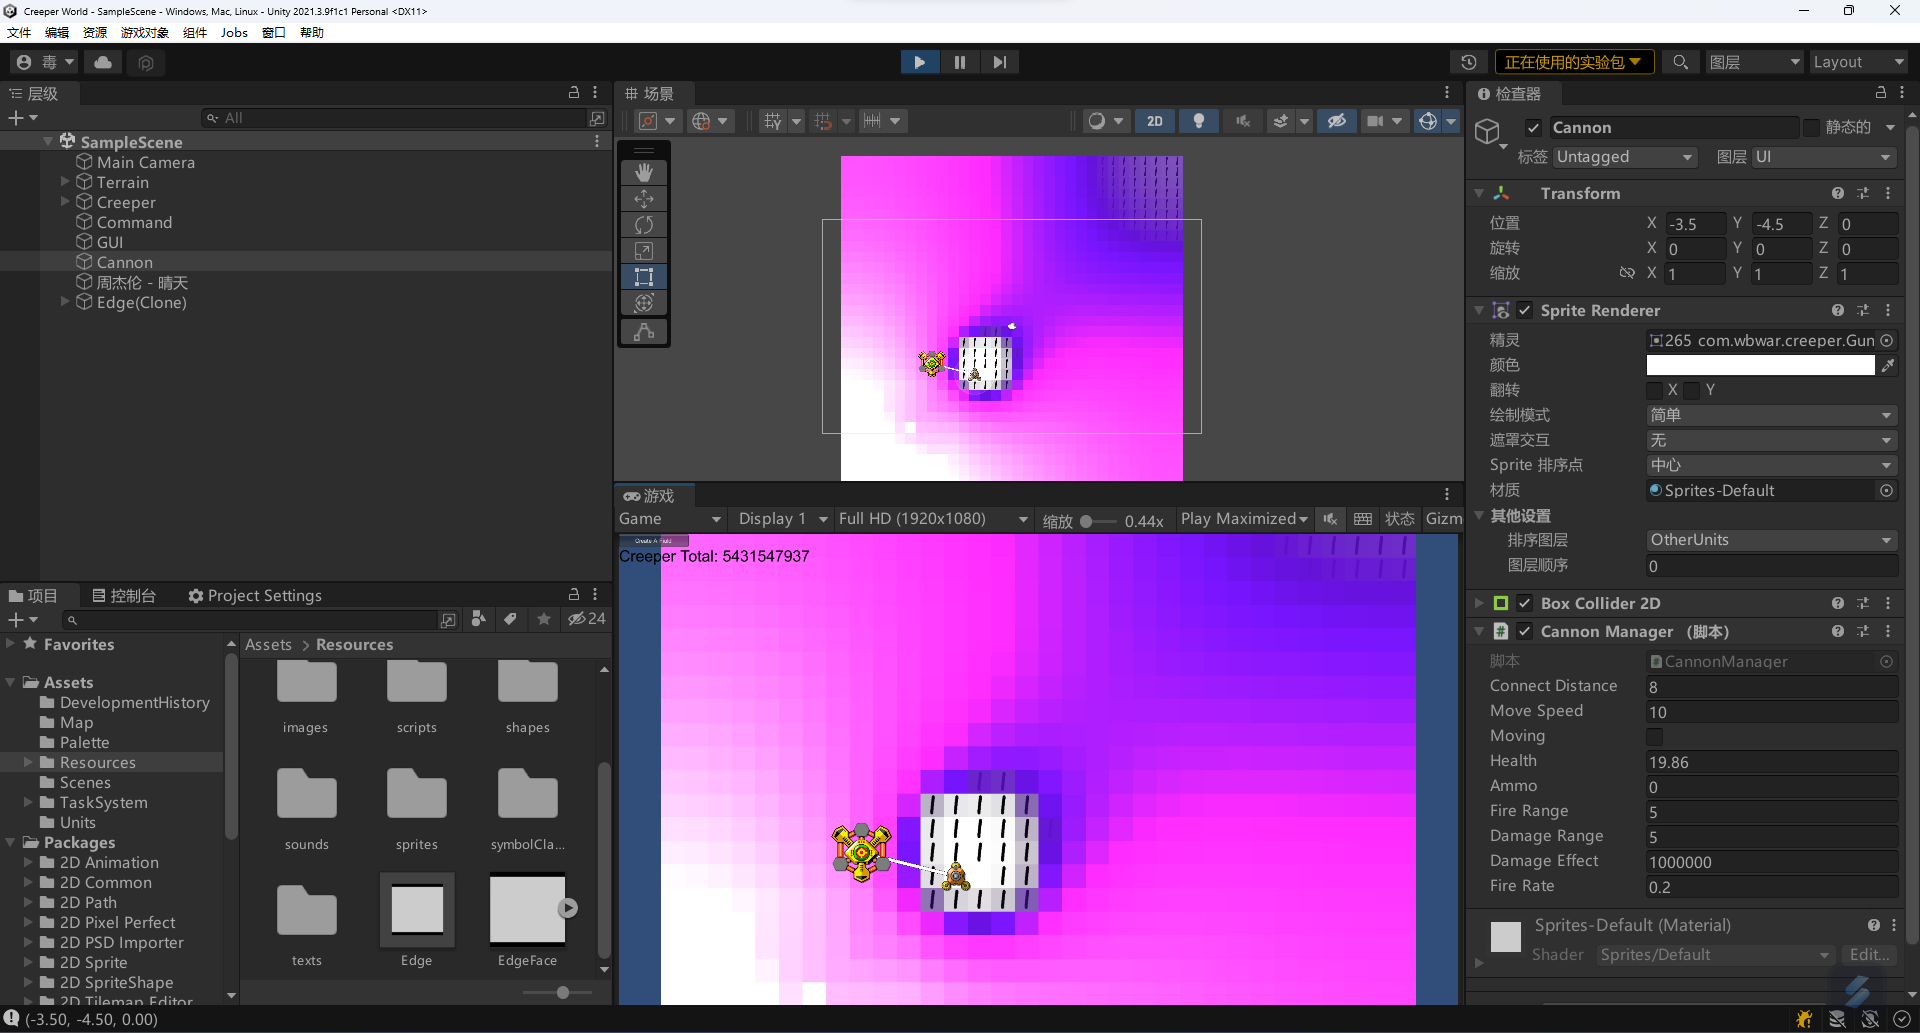 Creeper World - SampleScene - Windows, Mac, Linux - Unity 2021.3.9f1c1 Personal <DX11>
文件 编辑 资源 游戏对象 组件 Jobs 窗口 帮助
毒
正在使用的实验包
图层
Layout
层级
All
SampleScene
Main Camera
Terrain
Creeper
Command
GUI
Cannon
周杰伦 - 晴天
Edge(Clone)
场景
2D
游戏
Game
Display 1
Full HD (1920x1080)
缩放
0.44x
Play Maximized
状态
Gizm
Create A Field
Creeper Total: 5431547937
项目
控制台
Project Settings
24
Favorites
Assets
DevelopmentHistory
Map
Palette
Resources
Scenes
TaskSystem
Units
Packages
2D Animation
2D Common
2D Path
2D Pixel Perfect
2D PSD Importer
2D Sprite
2D SpriteShape
2D Tilemap Editor
Assets > Resources
images
scripts
shapes
sounds
sprites
symbolCla...
texts
Edge
EdgeFace
检查器
Cannon
静态的
标签 Untagged
图层 UI
Transform
位置 X -3.5 Y -4.5 Z 0
旋转 X 0 Y 0 Z 0
缩放 X 1 Y 1 Z 1
Sprite Renderer
精灵 265 com.wbwar.creeper.Gun
颜色
翻转 X Y
绘制模式 简单
遮罩交互 无
Sprite 排序点 中心
材质 Sprites-Default
其他设置
排序图层 OtherUnits
图层顺序 0
Box Collider 2D
Cannon Manager （脚本）
脚本 CannonManager
Connect Distance 8
Move Speed 10
Moving
Health 19.86
Ammo 0
Fire Range 5
Damage Range 5
Damage Effect 1000000
Fire Rate 0.2
Sprites-Default (Material)
Shader Sprites/Default Edit...
(-3.50, -4.50, 0.00)